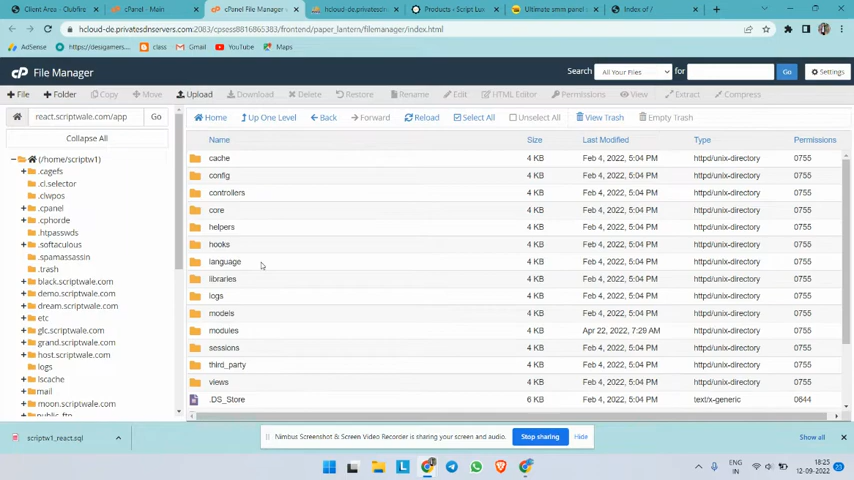 Client Area - Clubfire
cPanel - Main
cPanel File Manager v
hcloud-de.privatesdnserve
Products - Script Lux
Ultimate smm panel s
Index of /
hcloud-de.privatesdnservers.com:2083/cpsess8816865383/frontend/paper_lantern/filemanager/index.html
AdSense
https://dessigamers...
class
Gmail
YouTube
Maps
File Manager
Search
All Your Files
for
Go
Settings
File
Folder
Copy
Move
Upload
Download
Delete
Restore
Rename
Edit
HTML Editor
Permissions
View
Extract
Compress
react.scriptwale.com/app
Go
Home
Up One Level
Back
Forward
Reload
Select All
Unselect All
View Trash
Empty Trash
Collapse All
(/home/scriptw1)
.cagefs
.cl.selector
.clwpos
.cpanel
.cphorde
.htpasswds
.softaculous
.spamassassin
.trash
black.scriptwale.com
demo.scriptwale.com
dream.scriptwale.com
etc
glc.scriptwale.com
grand.scriptwale.com
host.scriptwale.com
logs
lscache
mail
moon.scriptwale.com
public_ftp
Name Size Last Modified Type Permissions
cache 4 KB Feb 4, 2022, 5:04 PM httpd/unix-directory 0755
config 4 KB Feb 4, 2022, 5:04 PM httpd/unix-directory 0755
controllers 4 KB Feb 4, 2022, 5:04 PM httpd/unix-directory 0755
core 4 KB Feb 4, 2022, 5:04 PM httpd/unix-directory 0755
helpers 4 KB Feb 4, 2022, 5:04 PM httpd/unix-directory 0755
hooks 4 KB Feb 4, 2022, 5:04 PM httpd/unix-directory 0755
language 4 KB Feb 4, 2022, 5:04 PM httpd/unix-directory 0755
libraries 4 KB Feb 4, 2022, 5:04 PM httpd/unix-directory 0755
logs 4 KB Feb 4, 2022, 5:04 PM httpd/unix-directory 0755
models 4 KB Feb 4, 2022, 5:04 PM httpd/unix-directory 0755
modules 4 KB Apr 22, 2022, 7:29 AM httpd/unix-directory 0755
sessions 4 KB Feb 4, 2022, 5:04 PM httpd/unix-directory 0755
third_party 4 KB Feb 4, 2022, 5:04 PM httpd/unix-directory 0755
views 4 KB Feb 4, 2022, 5:04 PM httpd/unix-directory 0755
.DS_Store 6 KB Feb 4, 2022, 5:04 PM text/x-generic 0644
scriptw1_react.sql
Nimbus Screenshot & Screen Video Recorder is sharing your screen and audio.
Stop sharing
Hide
Show all
ENG
IN
18:25
12-09-2022